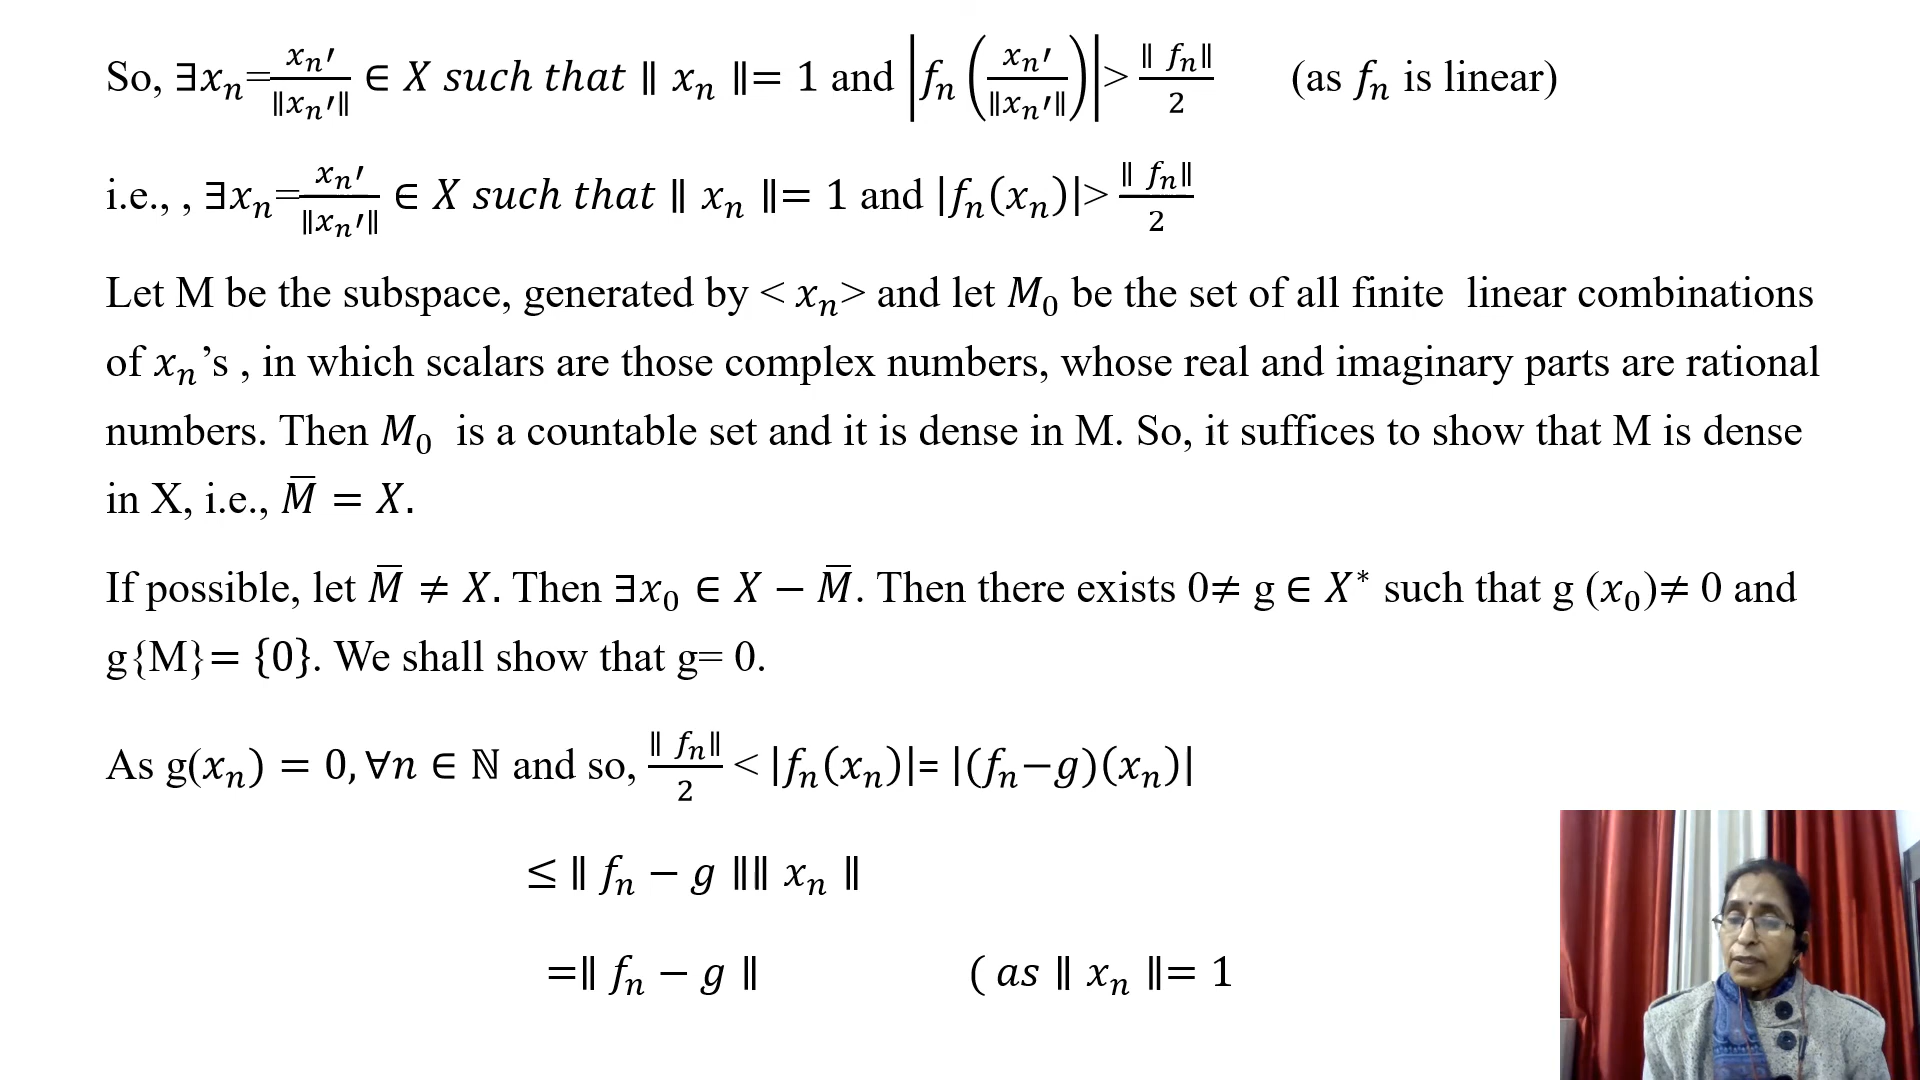 So, ∃xₙ=xₙ′/‖xₙ′‖ ∈ X such that ‖ xₙ ‖= 1 and |fₙ(xₙ′/‖xₙ′‖)|> ‖ fₙ‖/2 (as fₙ is linear)
i.e., , ∃xₙ=xₙ′/‖xₙ′‖ ∈ X such that ‖ xₙ ‖= 1 and |fₙ(xₙ)|> ‖ fₙ‖/2
Let M be the subspace, generated by < xₙ> and let M₀ be the set of all finite linear combinations
of xₙ’s , in which scalars are those complex numbers, whose real and imaginary parts are rational
numbers. Then M₀ is a countable set and it is dense in M. So, it suffices to show that M is dense
in X, i.e., M̅ = X.
If possible, let M̅ ≠ X. Then ∃x₀ ∈ X − M̅. Then there exists 0≠ g ∈ X* such that g (x₀)≠ 0 and
g{M}= {0}. We shall show that g= 0.
As g(xₙ) = 0, ∀n ∈ ℕ and so, ‖ fₙ‖/2 < |fₙ(xₙ)|= |(fₙ−g)(xₙ)|
≤ ‖ fₙ − g ‖‖ xₙ ‖
=‖ fₙ − g ‖ ( as ‖ xₙ ‖= 1